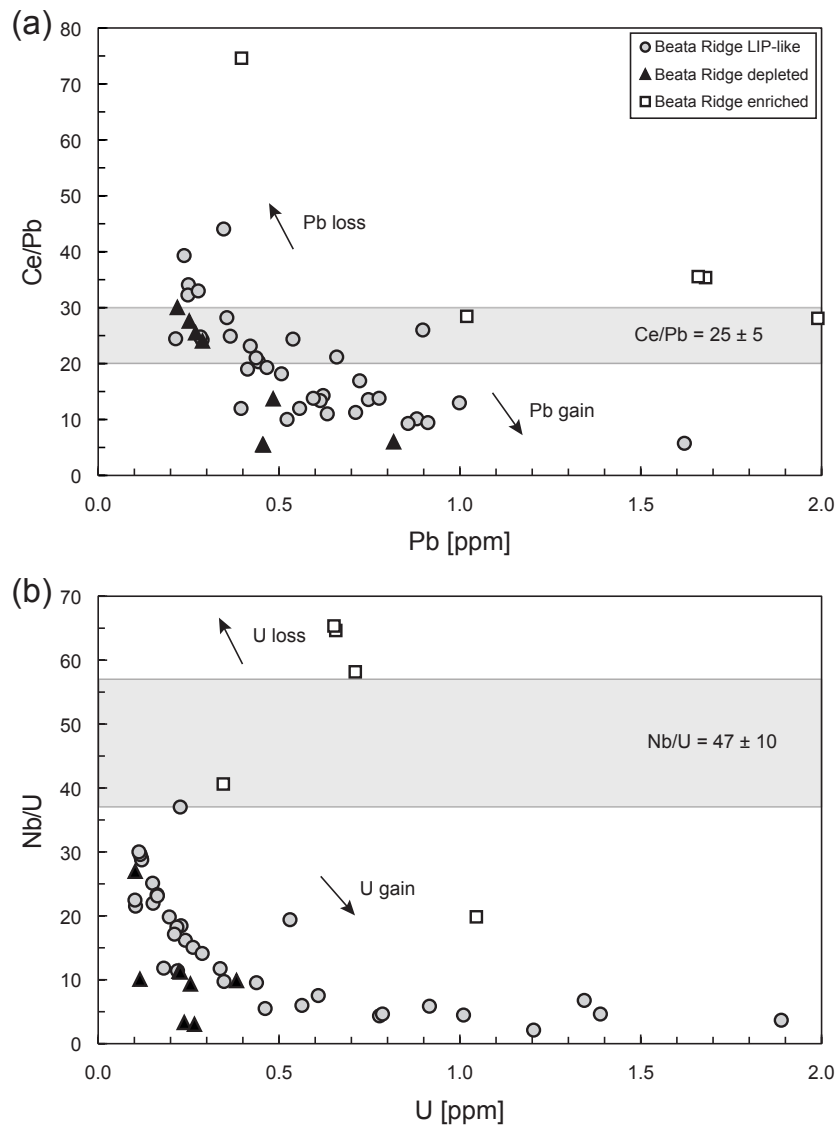 (a)
80
70
60
50
40
30
20
10
0
Ce/Pb
Beata Ridge LIP-like
Beata Ridge depleted
Beata Ridge enriched
Pb loss
Ce/Pb = 25 ± 5
Pb gain
0.0 0.5 1.0 1.5 2.0
Pb [ppm]
(b)
70
60
50
40
30
20
10
0
Nb/U
U loss
Nb/U = 47 ± 10
U gain
0.0 0.5 1.0 1.5 2.0
U [ppm]